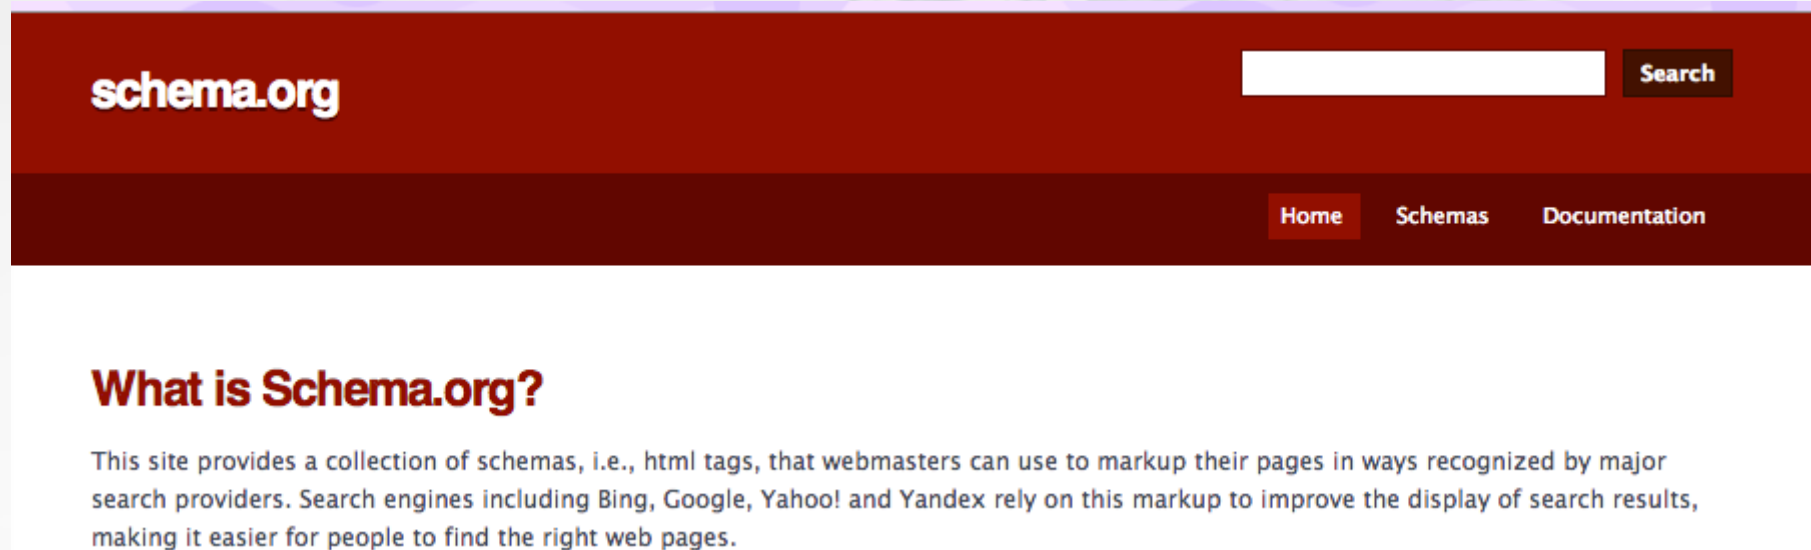 schema.org
Search
Home Schemas Documentation
What is Schema.org?
This site provides a collection of schemas, i.e., html tags, that webmasters can use to markup their pages in ways recognized by major
search providers. Search engines including Bing, Google, Yahoo! and Yandex rely on this markup to improve the display of search results,
making it easier for people to find the right web pages.